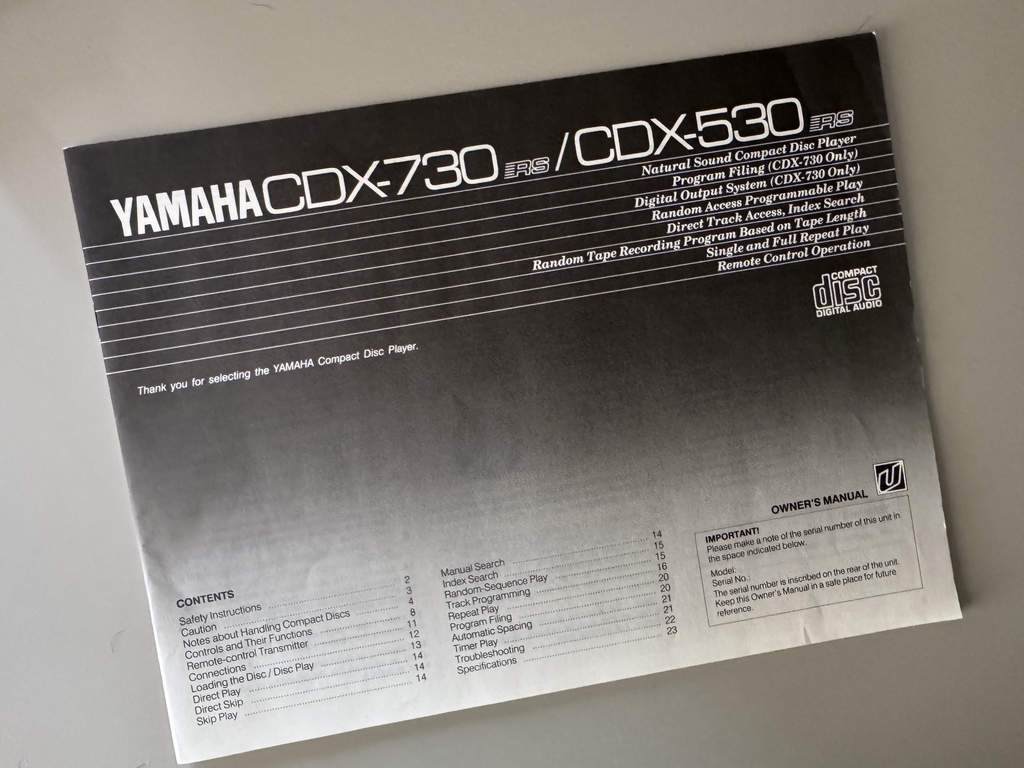 YAMAHA CDX-730 RS / CDX-530 RS
Natural Sound Compact Disc Player
Program Filing (CDX-730 Only)
Digital Output System (CDX-730 Only)
Random Access Programmable Play
Direct Track Access, Index Search
Random Tape Recording Program Based on Tape Length
Single and Full Repeat Play
Remote Control Operation
COMPACT
disc
DIGITAL AUDIO
Thank you for selecting the YAMAHA Compact Disc Player.
CONTENTS
Safety Instructions 2
Caution 3
Notes about Handling Compact Discs 4
Controls and Their Functions 8
Remote-control Transmitter 11
Connections 12
Loading the Disc / Disc Play 13
Direct Play 14
Direct Skip 14
Skip Play 14
Manual Search 14
Index Search 15
Random-Sequence Play 15
Track Programming 16
Repeat Play 20
Program Filing 20
Automatic Spacing 21
Timer Play 21
Troubleshooting 22
Specifications 23
OWNER'S MANUAL
U
IMPORTANT!
Please make a note of the serial number of this unit in
the space indicated below.
Model:
Serial No.:
The serial number is inscribed on the rear of the unit.
Keep this Owner's Manual in a safe place for future
reference.